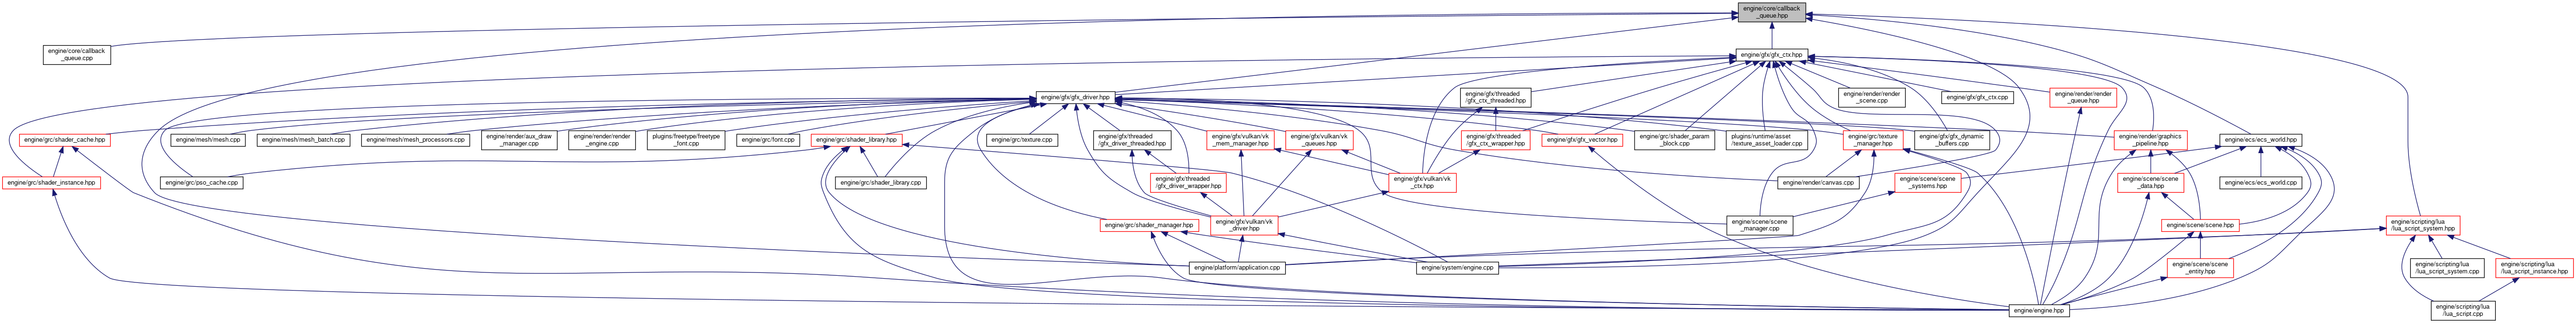 engine/core/callback
_queue.hpp
engine/core/callback
_queue.cpp
engine/gfx/gfx_ctx.hpp
engine/gfx/gfx_driver.hpp
engine/gfx/threaded
/gfx_ctx_threaded.hpp
engine/render/render
_scene.cpp
engine/gfx/gfx_ctx.cpp
engine/render/render
_queue.hpp
engine/grc/shader_cache.hpp
engine/mesh/mesh.cpp
engine/mesh/mesh_batch.cpp
engine/mesh/mesh_processors.cpp
engine/render/aux_draw
_manager.cpp
engine/render/render
_engine.cpp
plugins/freetype/freetype
_font.cpp
engine/grc/font.cpp
engine/grc/shader_library.hpp
engine/grc/texture.cpp
engine/gfx/threaded
/gfx_driver_threaded.hpp
engine/gfx/vulkan/vk
_mem_manager.hpp
engine/gfx/vulkan/vk
_queues.hpp
engine/gfx/threaded
/gfx_ctx_wrapper.hpp
engine/gfx/gfx_vector.hpp
engine/grc/shader_param
_block.cpp
plugins/runtime/asset
/texture_asset_loader.cpp
engine/grc/texture
_manager.hpp
engine/gfx/gfx_dynamic
_buffers.cpp
engine/render/graphics
_pipeline.hpp
engine/ecs/ecs_world.hpp
engine/grc/shader_instance.hpp
engine/grc/pso_cache.cpp
engine/grc/shader_library.cpp
engine/gfx/threaded
/gfx_driver_wrapper.hpp
engine/gfx/vulkan/vk
_ctx.hpp
engine/render/canvas.cpp
engine/scene/scene
_systems.hpp
engine/scene/scene
_data.hpp
engine/ecs/ecs_world.cpp
engine/grc/shader_manager.hpp
engine/gfx/vulkan/vk
_driver.hpp
engine/scene/scene
_manager.cpp
engine/scene/scene.hpp
engine/scripting/lua
/lua_script_system.hpp
engine/platform/application.cpp
engine/system/engine.cpp
engine/scene/scene
_entity.hpp
engine/scripting/lua
/lua_script_system.cpp
engine/scripting/lua
/lua_script_instance.hpp
engine/engine.hpp
engine/scripting/lua
/lua_script.cpp